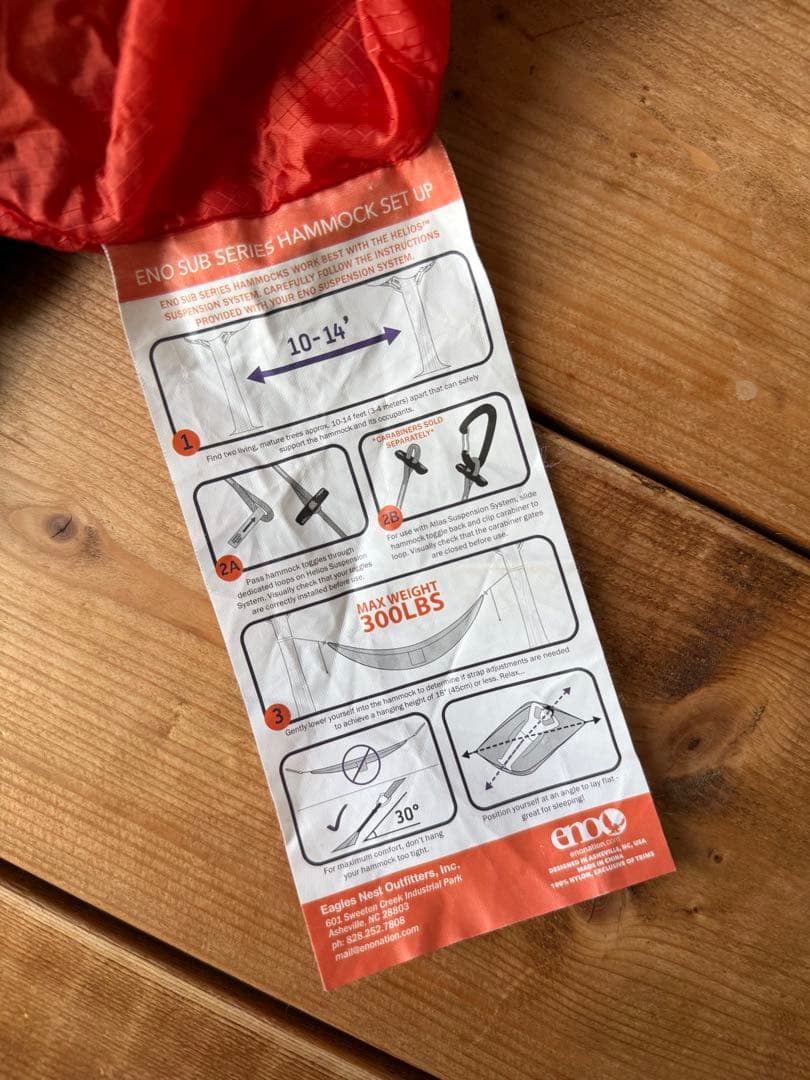 ENO SUB SERIES HAMMOCK SET UP
ENO SUB SERIES HAMMOCKS WORK BEST WITH THE HELIOS™
SUSPENSION SYSTEM. CAREFULLY FOLLOW THE INSTRUCTIONS
PROVIDED WITH YOUR ENO SUSPENSION SYSTEM.
10-14'
1
Find two living, mature trees approx. 10-14 feet (3-4 meters) apart that can safely
support the hammock and its occupants.
2A
Pass hammock toggles through
dedicated loops on Helios Suspension
System. Visually check that your toggles
are correctly installed before use.
*CARABINERS SOLD
SEPARATELY*
2B
For use with Atlas Suspension System, slide
hammock toggle back and clip carabiner to
loop. Visually check that the carabiner gates
are closed before use.
MAX WEIGHT
300LBS
3
Gently lower yourself into the hammock to determine if strap adjustments are needed
to achieve a hanging height of 18" (45cm) or less. Relax...
30°
For maximum comfort, don't hang
your hammock too tight.
Position yourself at an angle to lay flat -
great for sleeping!
Eagles Nest Outfitters, Inc.
601 Sweeten Creek Industrial Park
Asheville, NC 28803
ph: 828.252.7808
mail@enonation.com
eno
enonation.com
DESIGNED IN ASHEVILLE, NC, USA
MADE IN CHINA
100% NYLON, EXCLUSIVE OF TRIMS